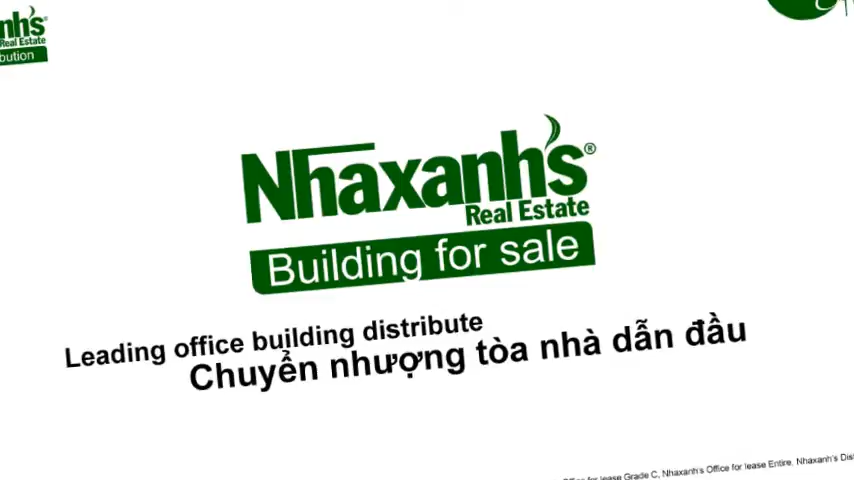 nh's
Real Estate
bution
Nhaxanh's®
Real Estate
Building for sale
Leading office building distribute
Chuyển nhượng tòa nhà dẫn đầu
for lease Grade C, Nhaxanh's Office for lease Entire, Nhaxanh's Dis